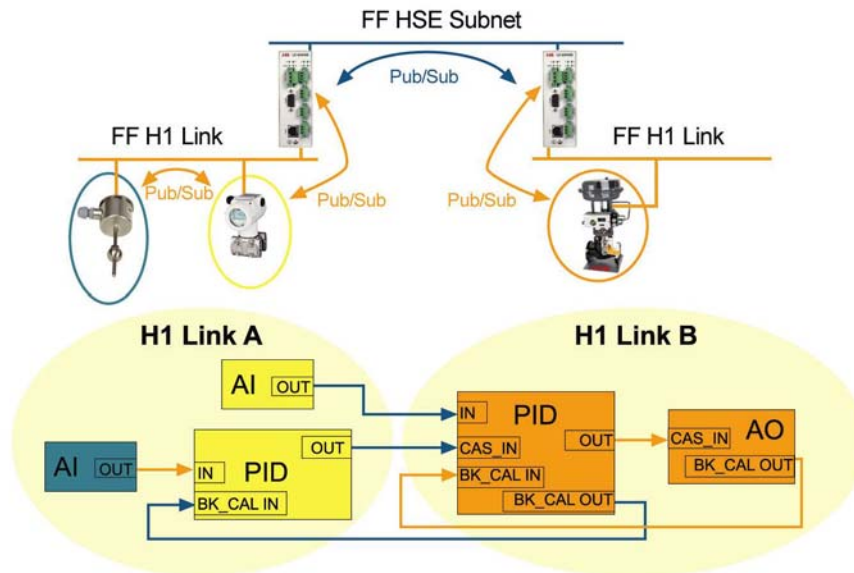 FF HSE Subnet
Pub/Sub
FF H1 Link
FF H1 Link
Pub/Sub
Pub/Sub
Pub/Sub
H1 Link A
H1 Link B
AI
OUT
AI
OUT
PID
OUT
IN
BK_CAL IN
PID
IN
OUT
CAS_IN
BK_CAL IN
BK_CAL OUT
AO
CAS_IN
BK_CAL OUT